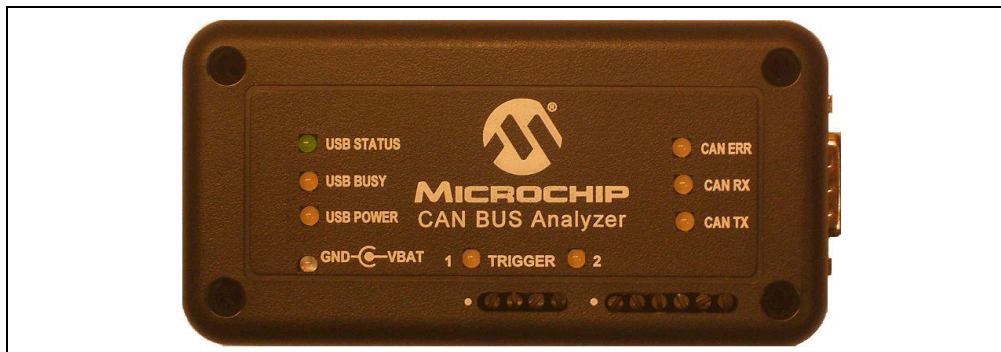 ®
USB STATUS
USB BUSY
USB POWER
GND VBAT
MICROCHIP
CAN BUS Analyzer
1 TRIGGER 2
CAN ERR
CAN RX
CAN TX